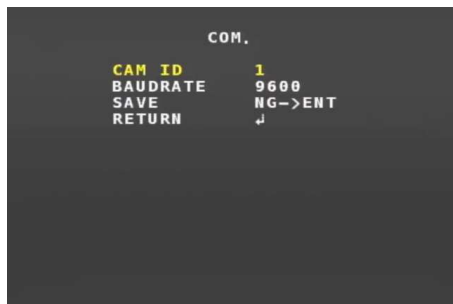 COM.
CAM ID 1
BAUDRATE 9600
SAVE NG->ENT
RETURN ↲